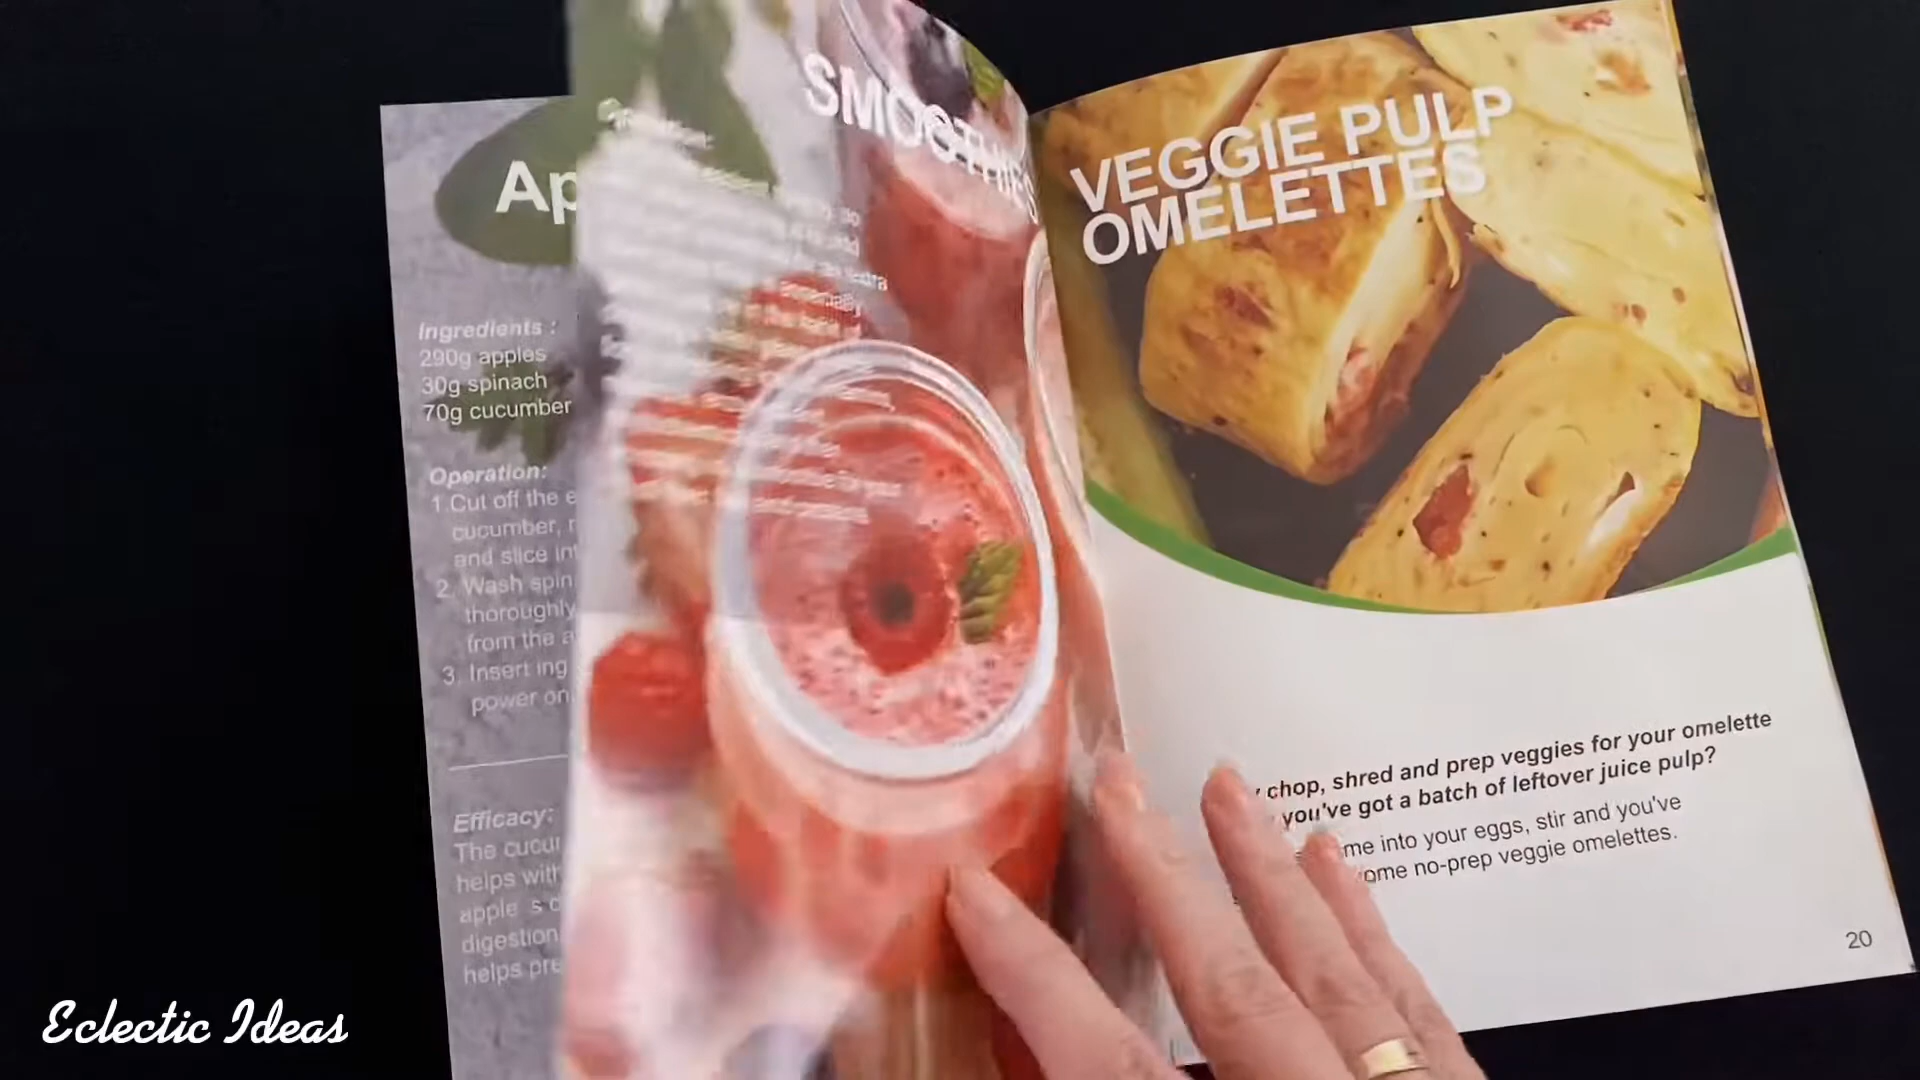 Ap
Ingredients :
290g apples
30g spinach
70g cucumber
Operation:
1.Cut off the e
cucumber, r
and slice int
2. Wash spin
thoroughly
from the a
3. Insert ing
power on
Efficacy:
The cucu
helps with
apple s d
digestion
helps pre
SMOOTHIES
VEGGIE PULP
OMELETTES
chop, shred and prep veggies for your omelette
you've got a batch of leftover juice pulp?
me into your eggs, stir and you've
ome no-prep veggie omelettes.
20
Eclectic Ideas